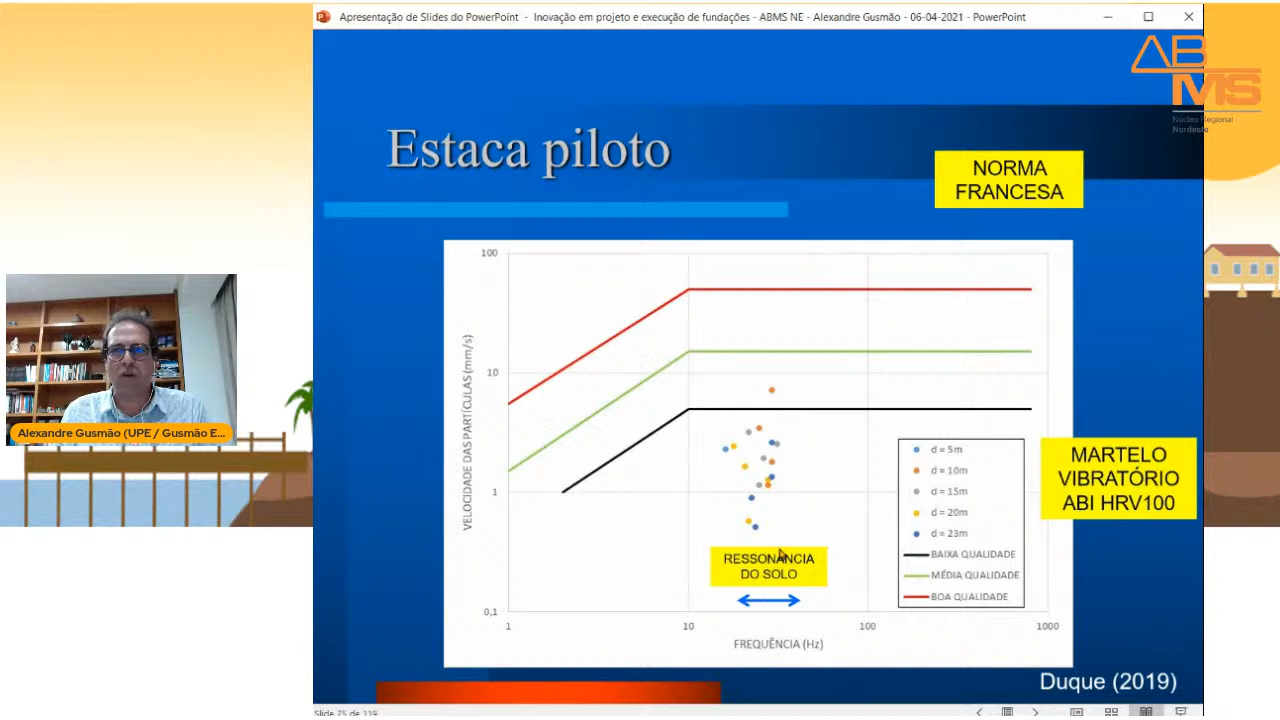 Apresentação de Slides do PowerPoint - Inovação em projeto e execução de fundações - ABMS NE - Alexandre Gusmão - 06-04-2021 - PowerPoint
ABMS
Núcleo Regional
Nordeste
Estaca piloto
NORMA
FRANCESA
100
10
1
0,1
VELOCIDADE DAS PARTÍCULAS (mm/s)
1
10
100
1000
FREQUÊNCIA (Hz)
RESSONÂNCIA
DO SOLO
d = 5m
d = 10m
d = 15m
d = 20m
d = 23m
BAIXA QUALIDADE
MÉDIA QUALIDADE
BOA QUALIDADE
MARTELO
VIBRATÓRIO
ABI HRV100
Alexandre Gusmão (UPE / Gusmão E...
Duque (2019)
Slide 75 de 119